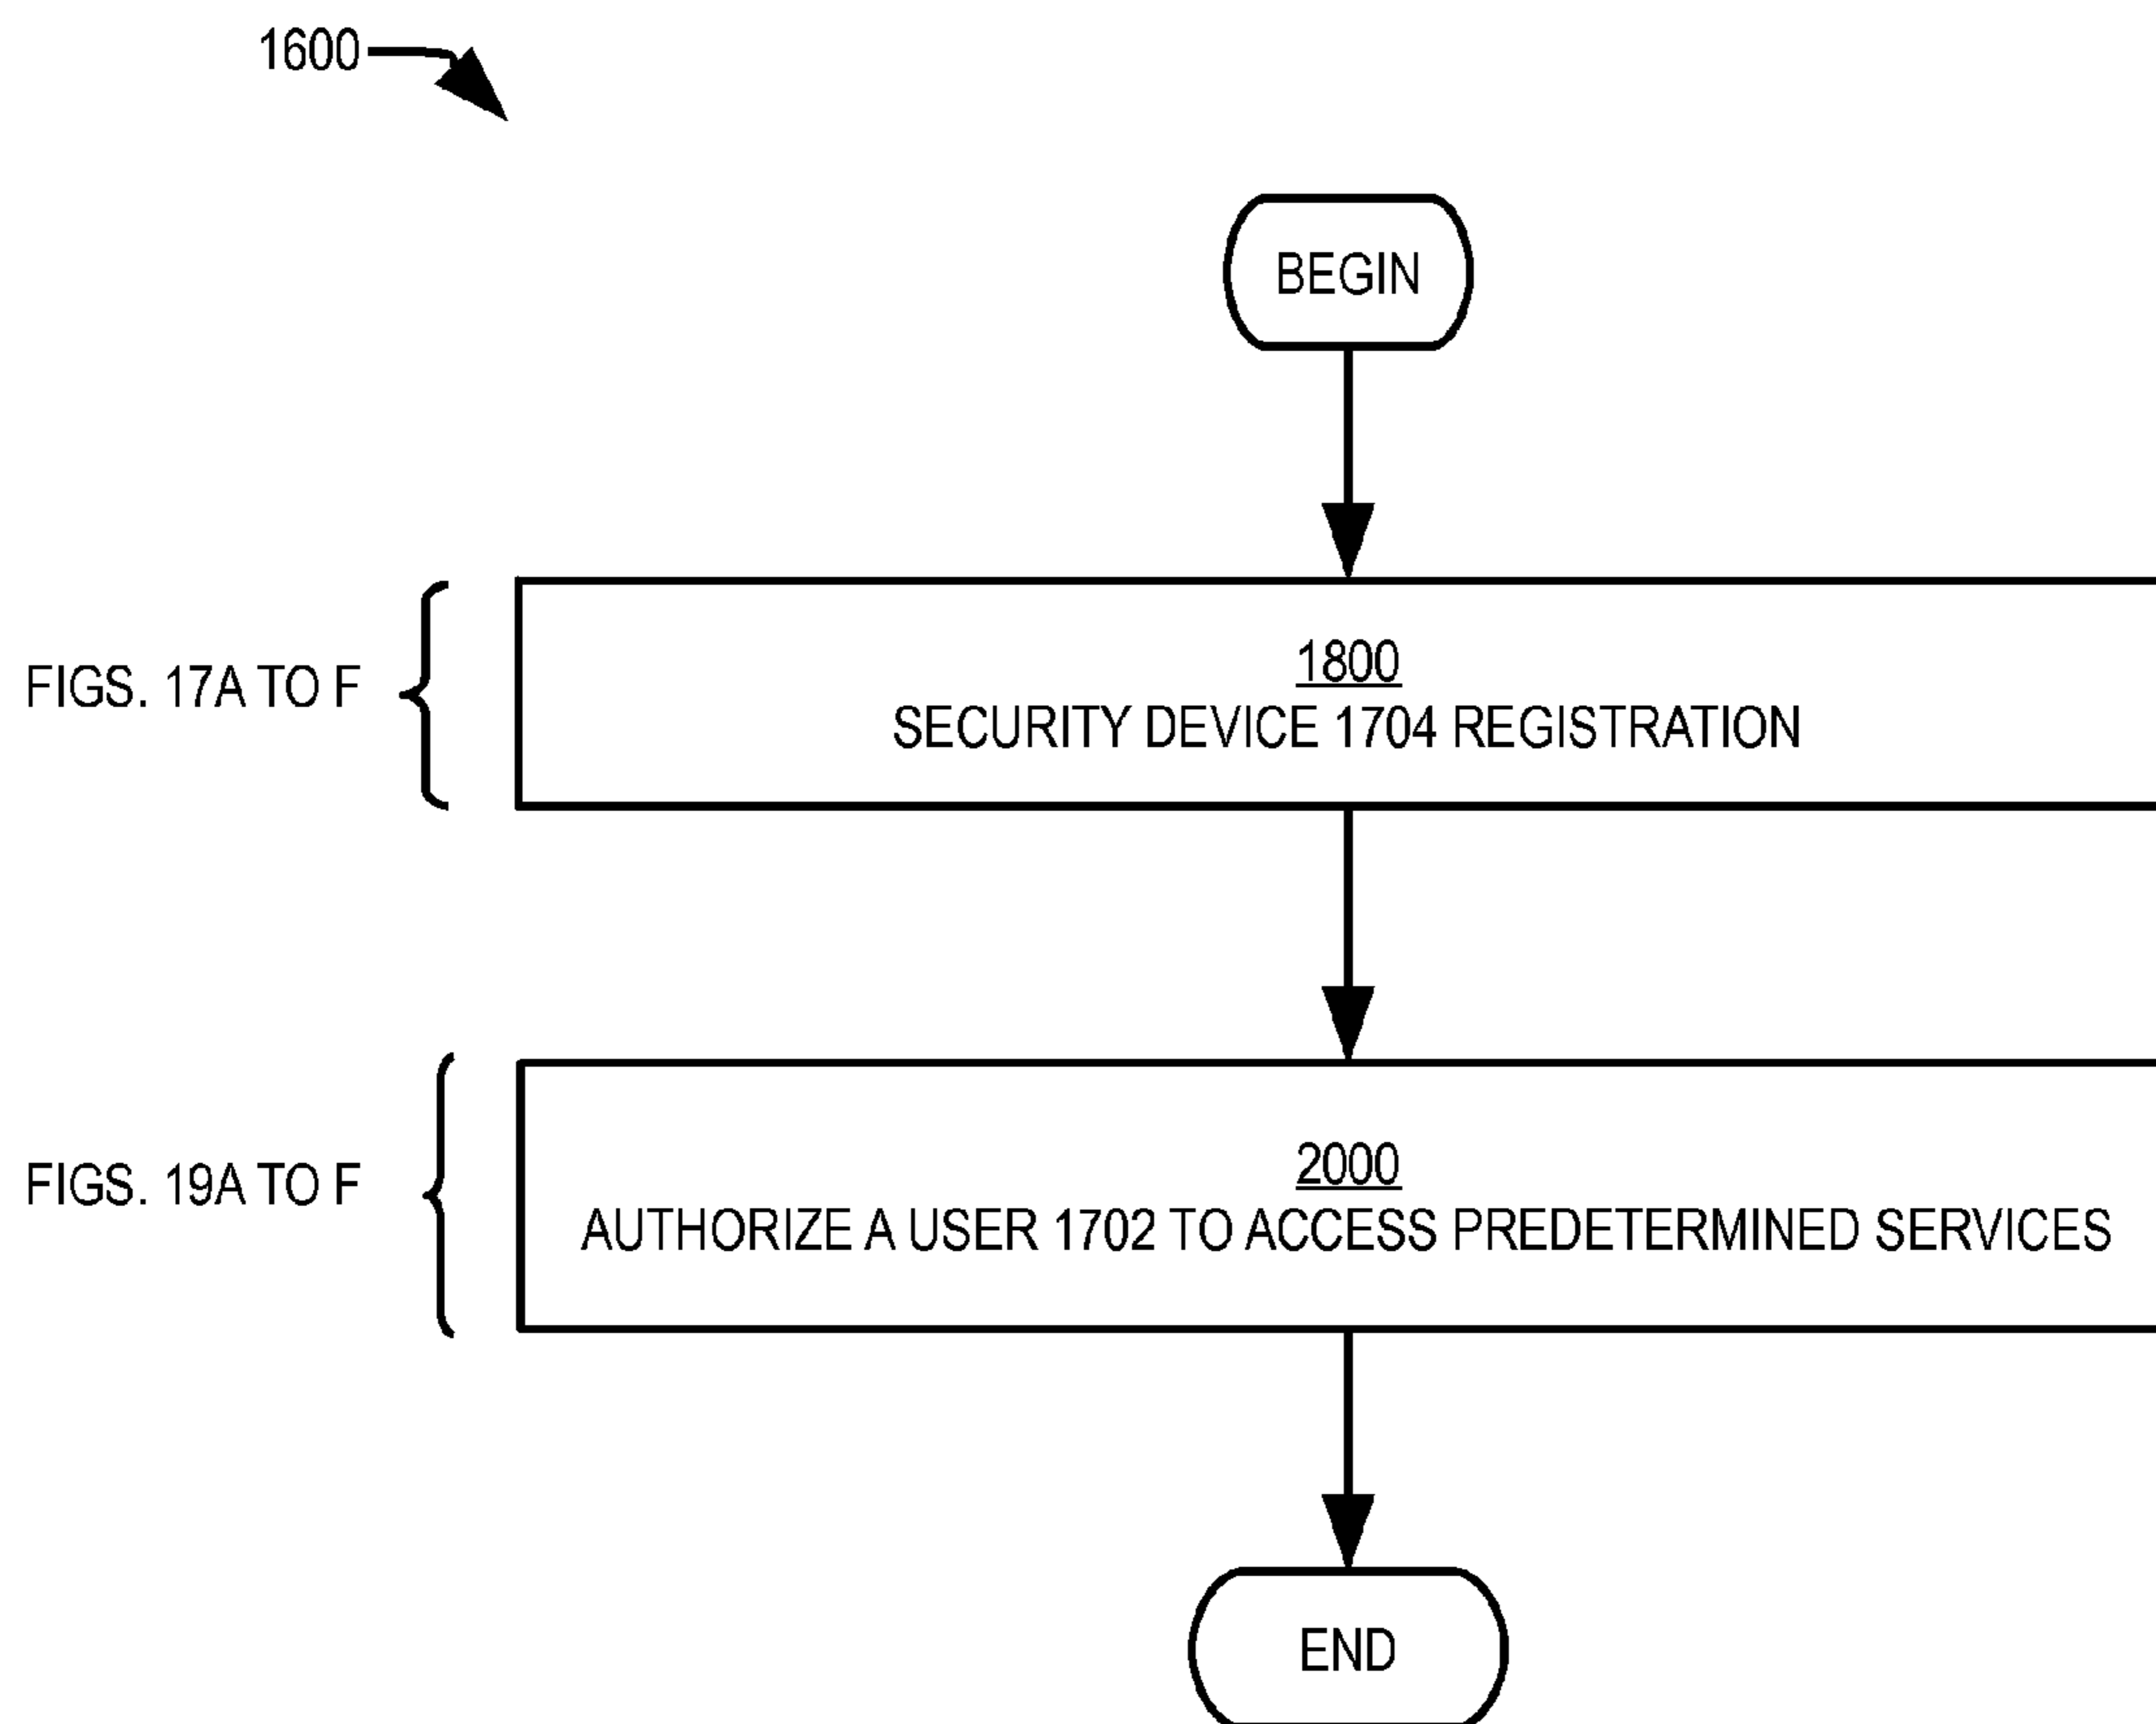 1600
BEGIN
FIGS. 17A TO F
1800
SECURITY DEVICE 1704 REGISTRATION
FIGS. 19A TO F
2000
AUTHORIZE A USER 1702 TO ACCESS PREDETERMINED SERVICES
END